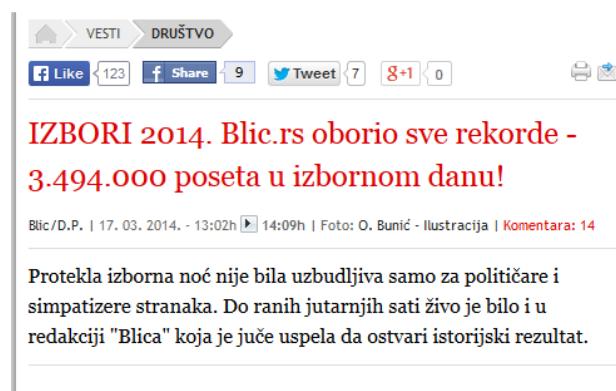 VESTI DRUŠTVO
Like 123 Share 9 Tweet 7 g+1 0
IZBORI 2014. Blic.rs oborio sve rekorde -
3.494.000 poseta u izbornom danu!
Blic/D.P. | 17. 03. 2014. - 13:02h 14:09h | Foto: O. Bunić - Ilustracija | Komentara: 14
Protekla izborna noć nije bila uzbudljiva samo za političare i
simpatizere stranaka. Do ranih jutarnjih sati živo je bilo i u
redakciji "Blica" koja je juče uspela da ostvari istorijski rezultat.